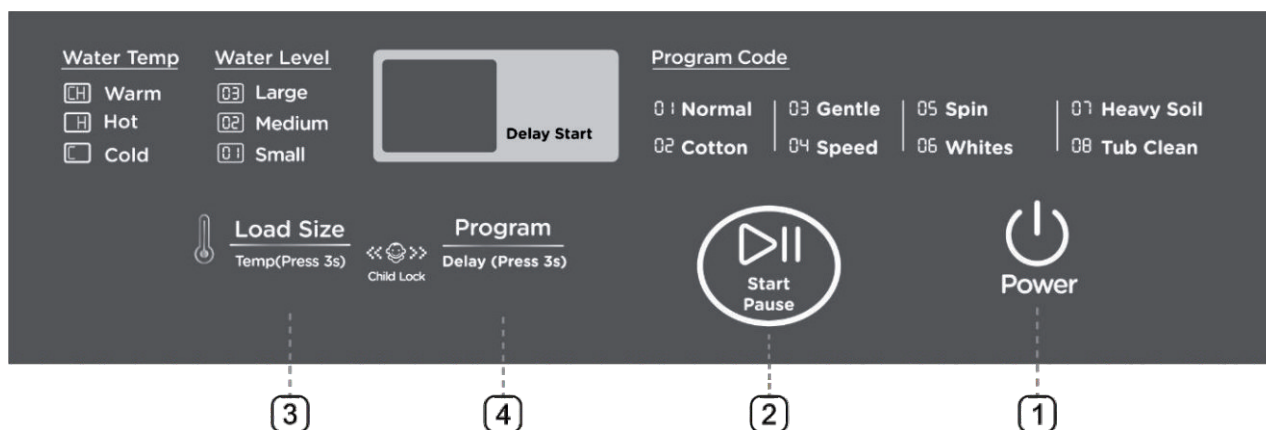 Water Temp
CH Warm
H Hot
C Cold
Water Level
03 Large
02 Medium
01 Small
Delay Start
Program Code
01 Normal
02 Cotton
03 Gentle
04 Speed
05 Spin
06 Whites
07 Heavy Soil
08 Tub Clean
Load Size
Temp(Press 3s)
Child Lock
Program
Delay (Press 3s)
Start
Pause
Power
3
4
2
1